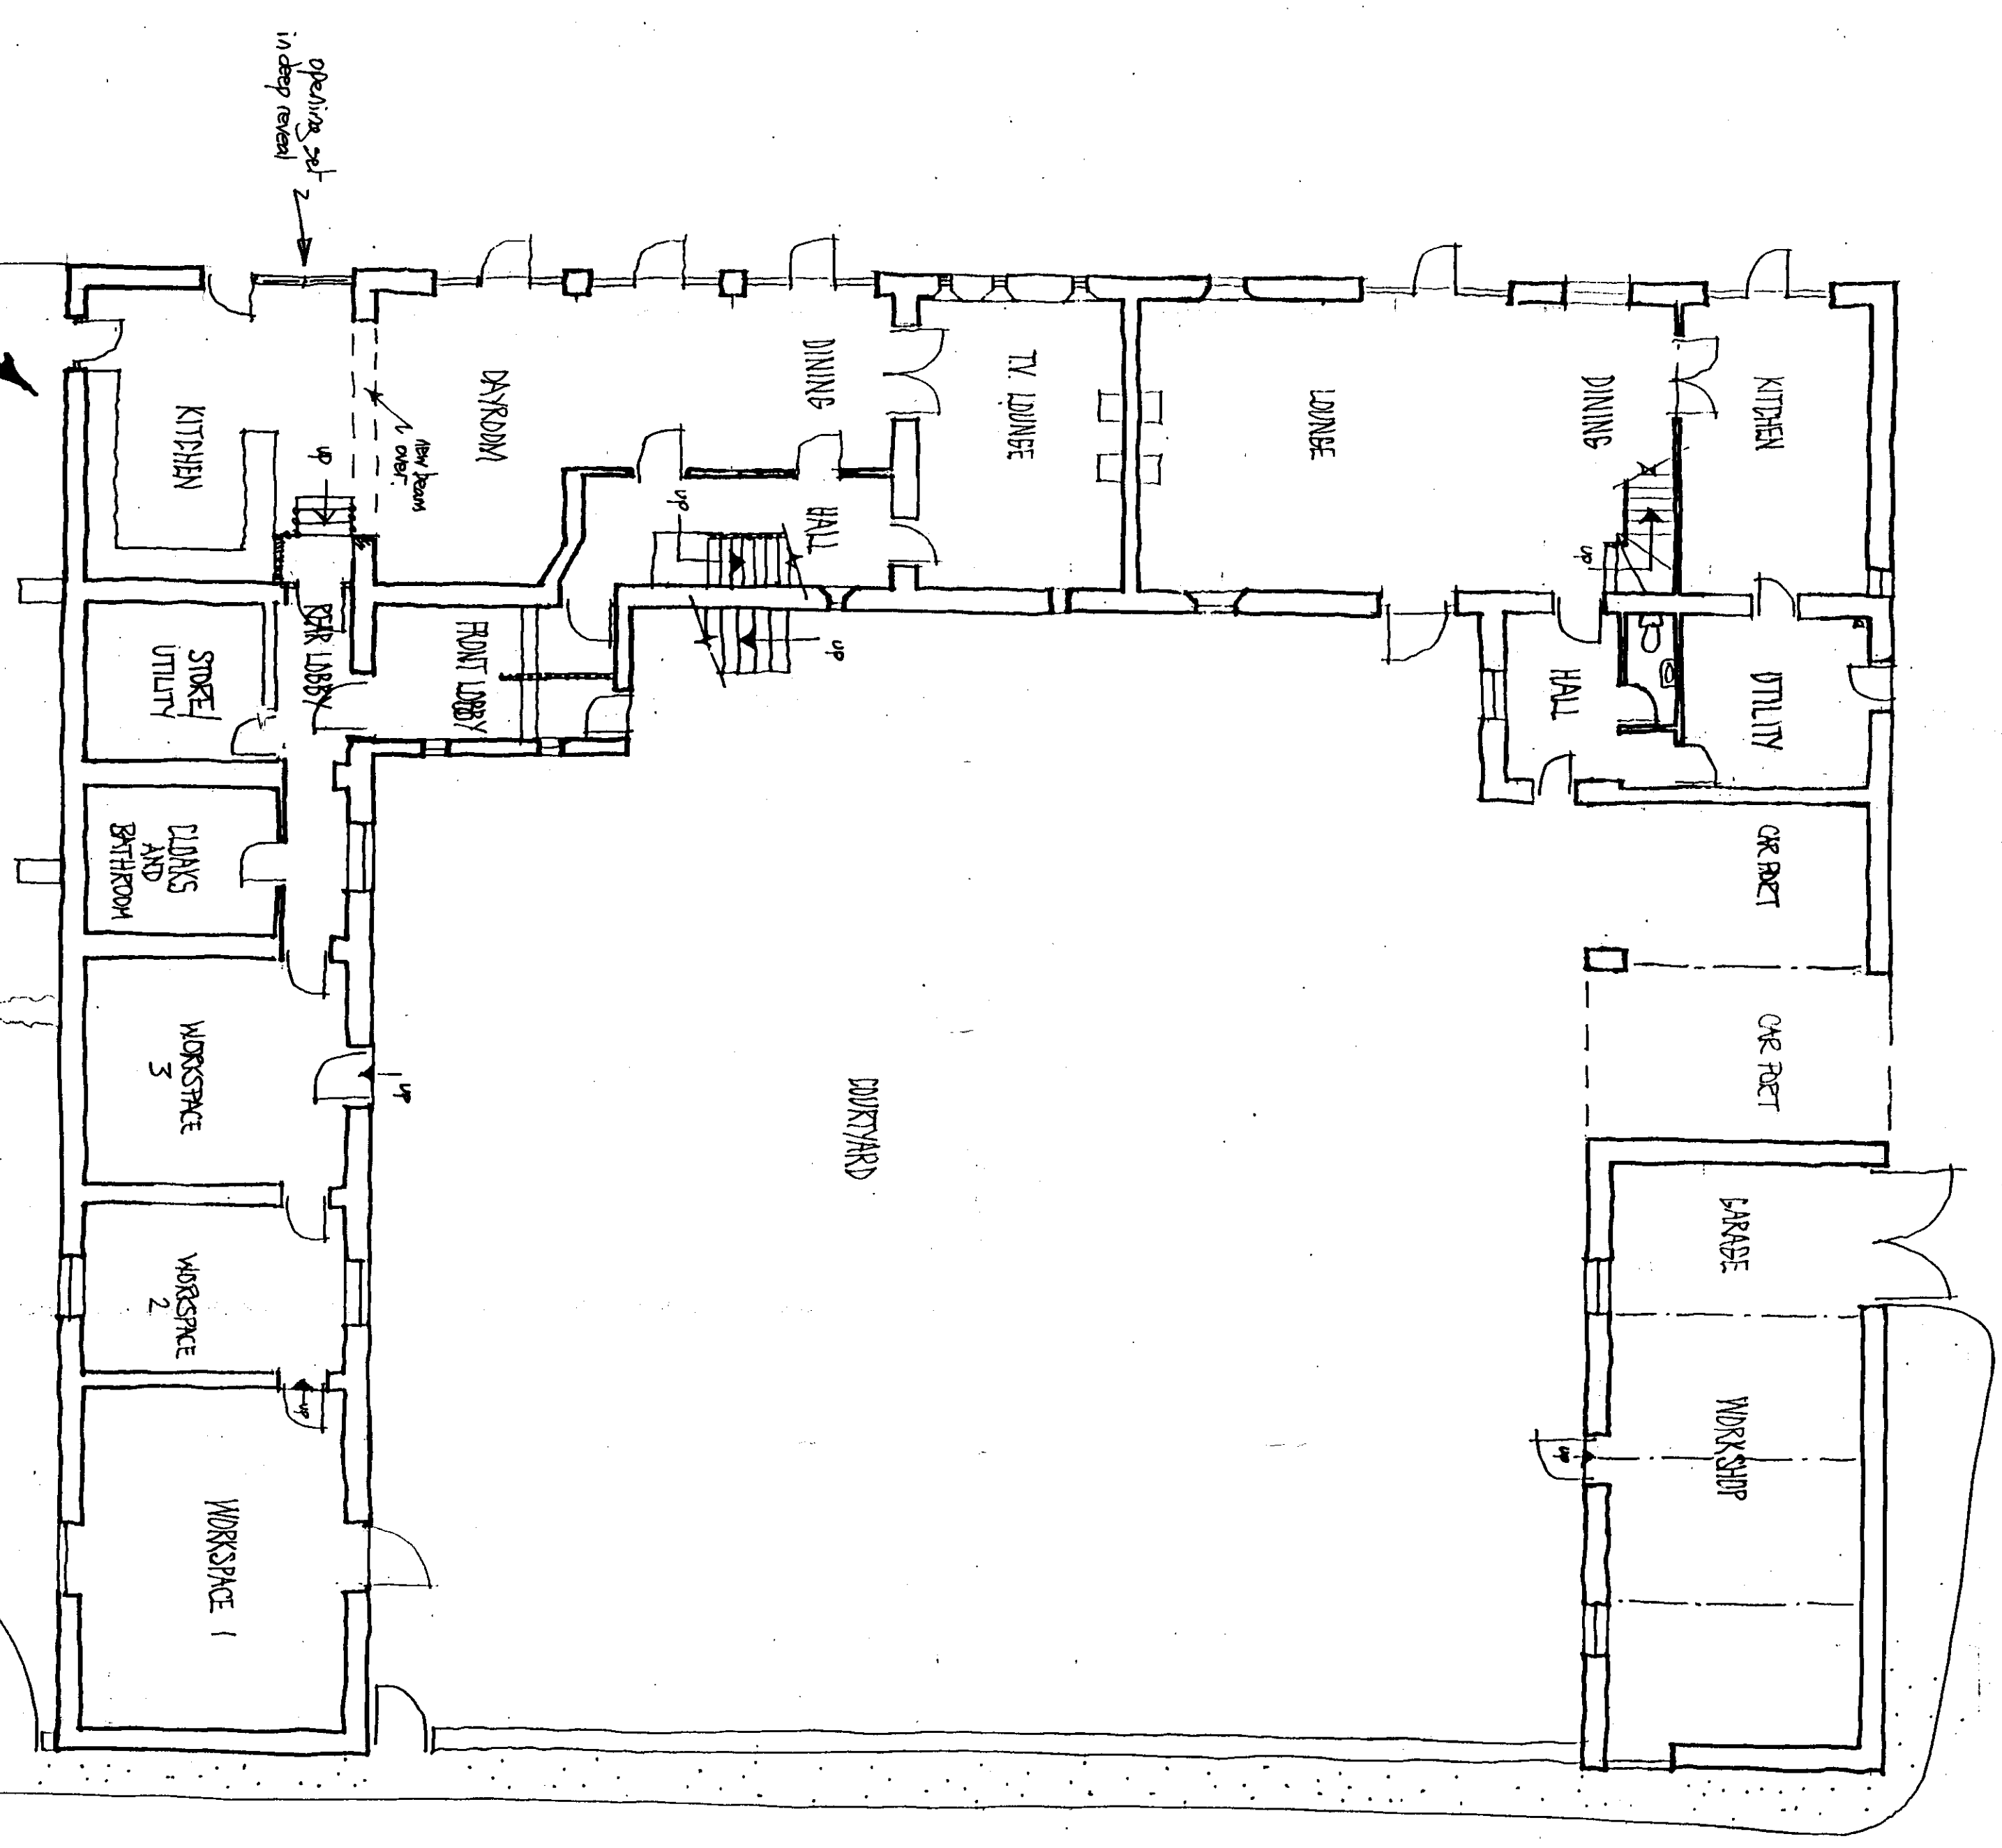 opening set
in deep reveal
KITCHEN
up
new beam
over.
DAYROOM
DINING
HALL
up
T.V. LOUNGE
LOUNGE
DINING
up
KITCHEN
STORE/
UTILITY
REAR LOBBY
FRONT LOBBY
up
HALL
UTILITY
CLOAKS
AND
BATHROOM
CAR PORT
CAR PORT
WORKSPACE
3
up
COURTYARD
GARAGE
WORKSPACE
2
up
WORKSHOP
up
WORKSPACE 1